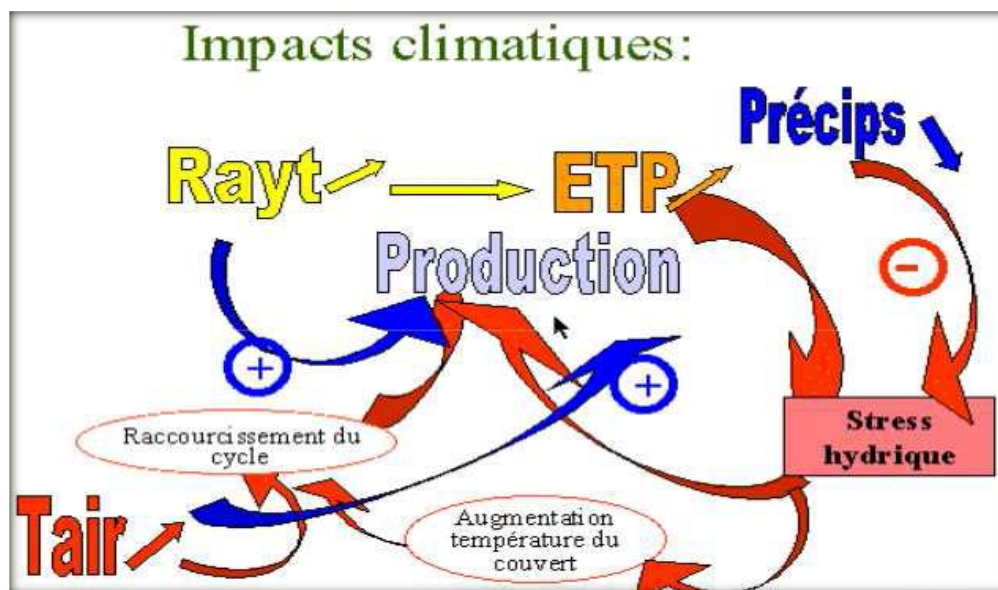 Impacts climatiques:
Précips
Rayt
ETP
Production
-
+
+
Raccourcissement du
cycle
Stress
hydrique
Tair
Augmentation
température du
couvert